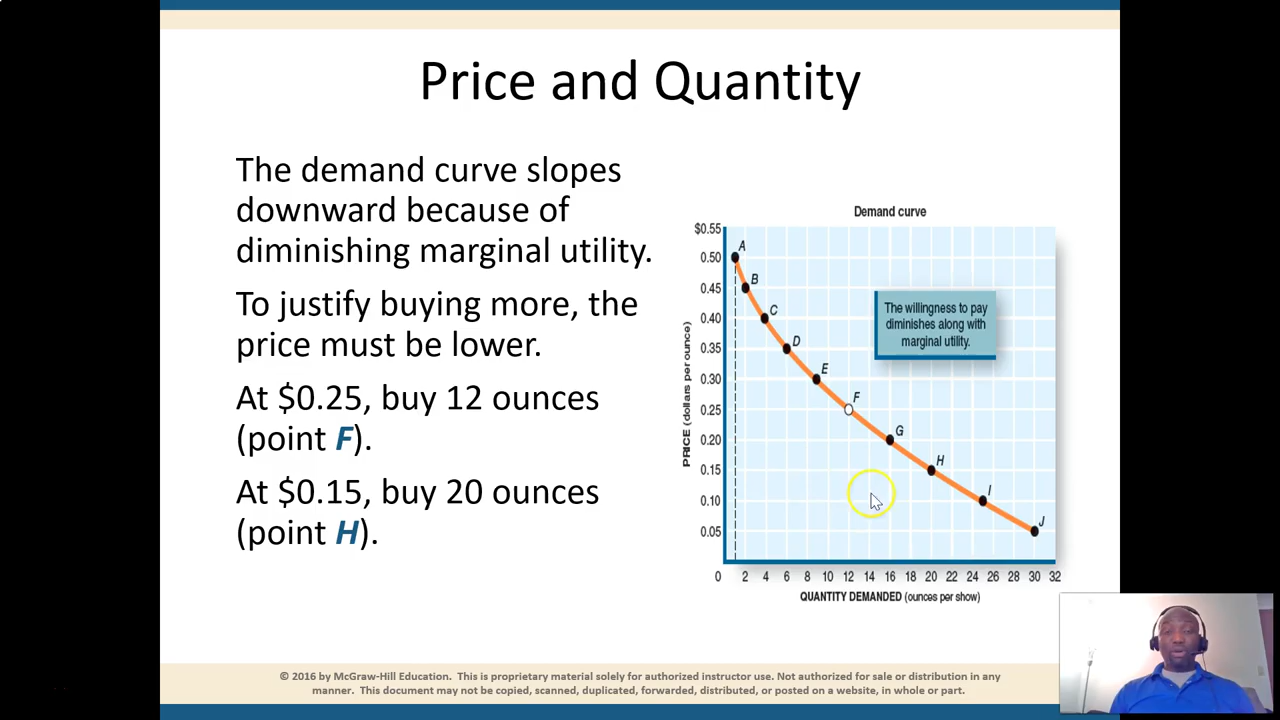 Price and Quantity
The demand curve slopes
downward because of
diminishing marginal utility.
To justify buying more, the
price must be lower.
At $0.25, buy 12 ounces
(point F).
At $0.15, buy 20 ounces
(point H).
Demand curve
$0.55
0.50
0.45
0.40
0.35
0.30
0.25
0.20
0.15
0.10
0.05
PRICE (dollars per ounce)
A
B
C
D
E
F
G
H
I
J
The willingness to pay
diminishes along with
marginal utility.
0 2 4 6 8 10 12 14 16 18 20 22 24 26 28 30 32
QUANTITY DEMANDED (ounces per show)
© 2016 by McGraw-Hill Education. This is proprietary material solely for authorized instructor use. Not authorized for sale or distribution in any
manner. This document may not be copied, scanned, duplicated, forwarded, distributed, or posted on a website, in whole or part.